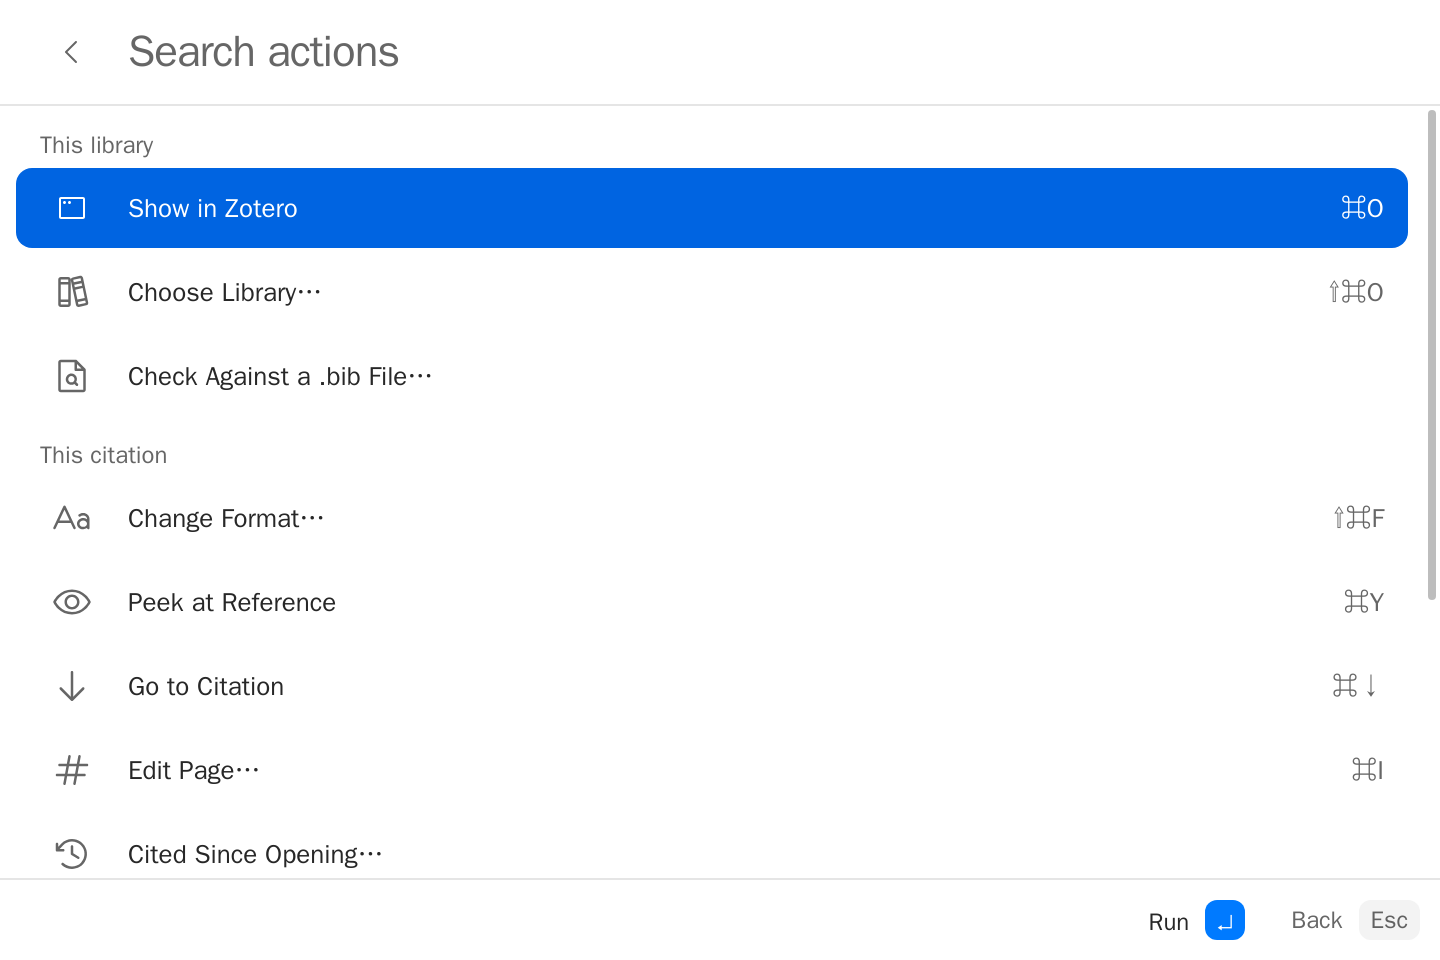 Search actions
This library
Show in Zotero ⌘O
Choose Library… ⇧⌘O
Check Against a .bib File…
This citation
Change Format… ⇧⌘F
Peek at Reference ⌘Y
Go to Citation ⌘↓
Edit Page… ⌘I
Cited Since Opening…
Run ↵ Back Esc